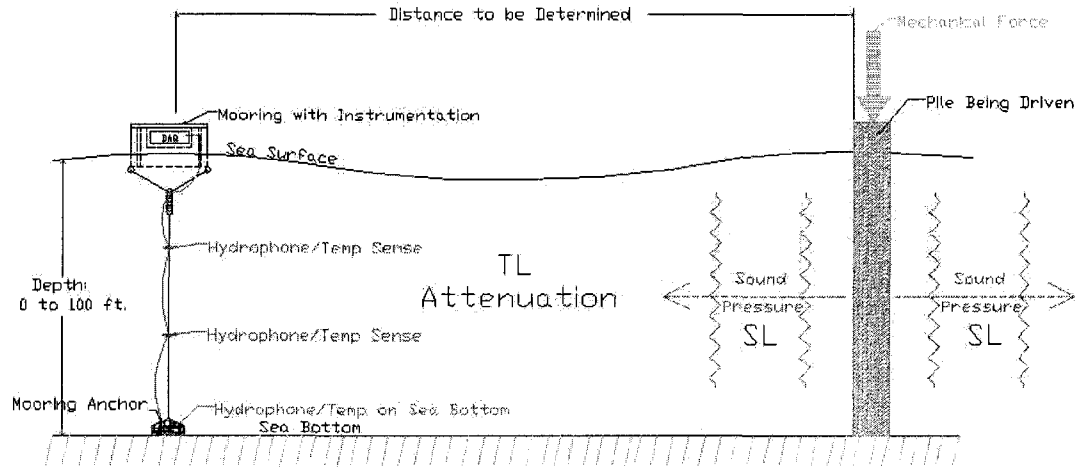 Distance to be Determined
Mechanical Force
Pile Being Driven
Mooring with Instrumentation
DAQ
Sea Surface
Hydrophone/Temp Sense
TL
Attenuation
Depth:
0 to 100 ft.
Sound
Pressure
SL
Sound
Pressure
SL
Hydrophone/Temp Sense
Mooring Anchor
Hydrophone/Temp on Sea Bottom
Sea Bottom